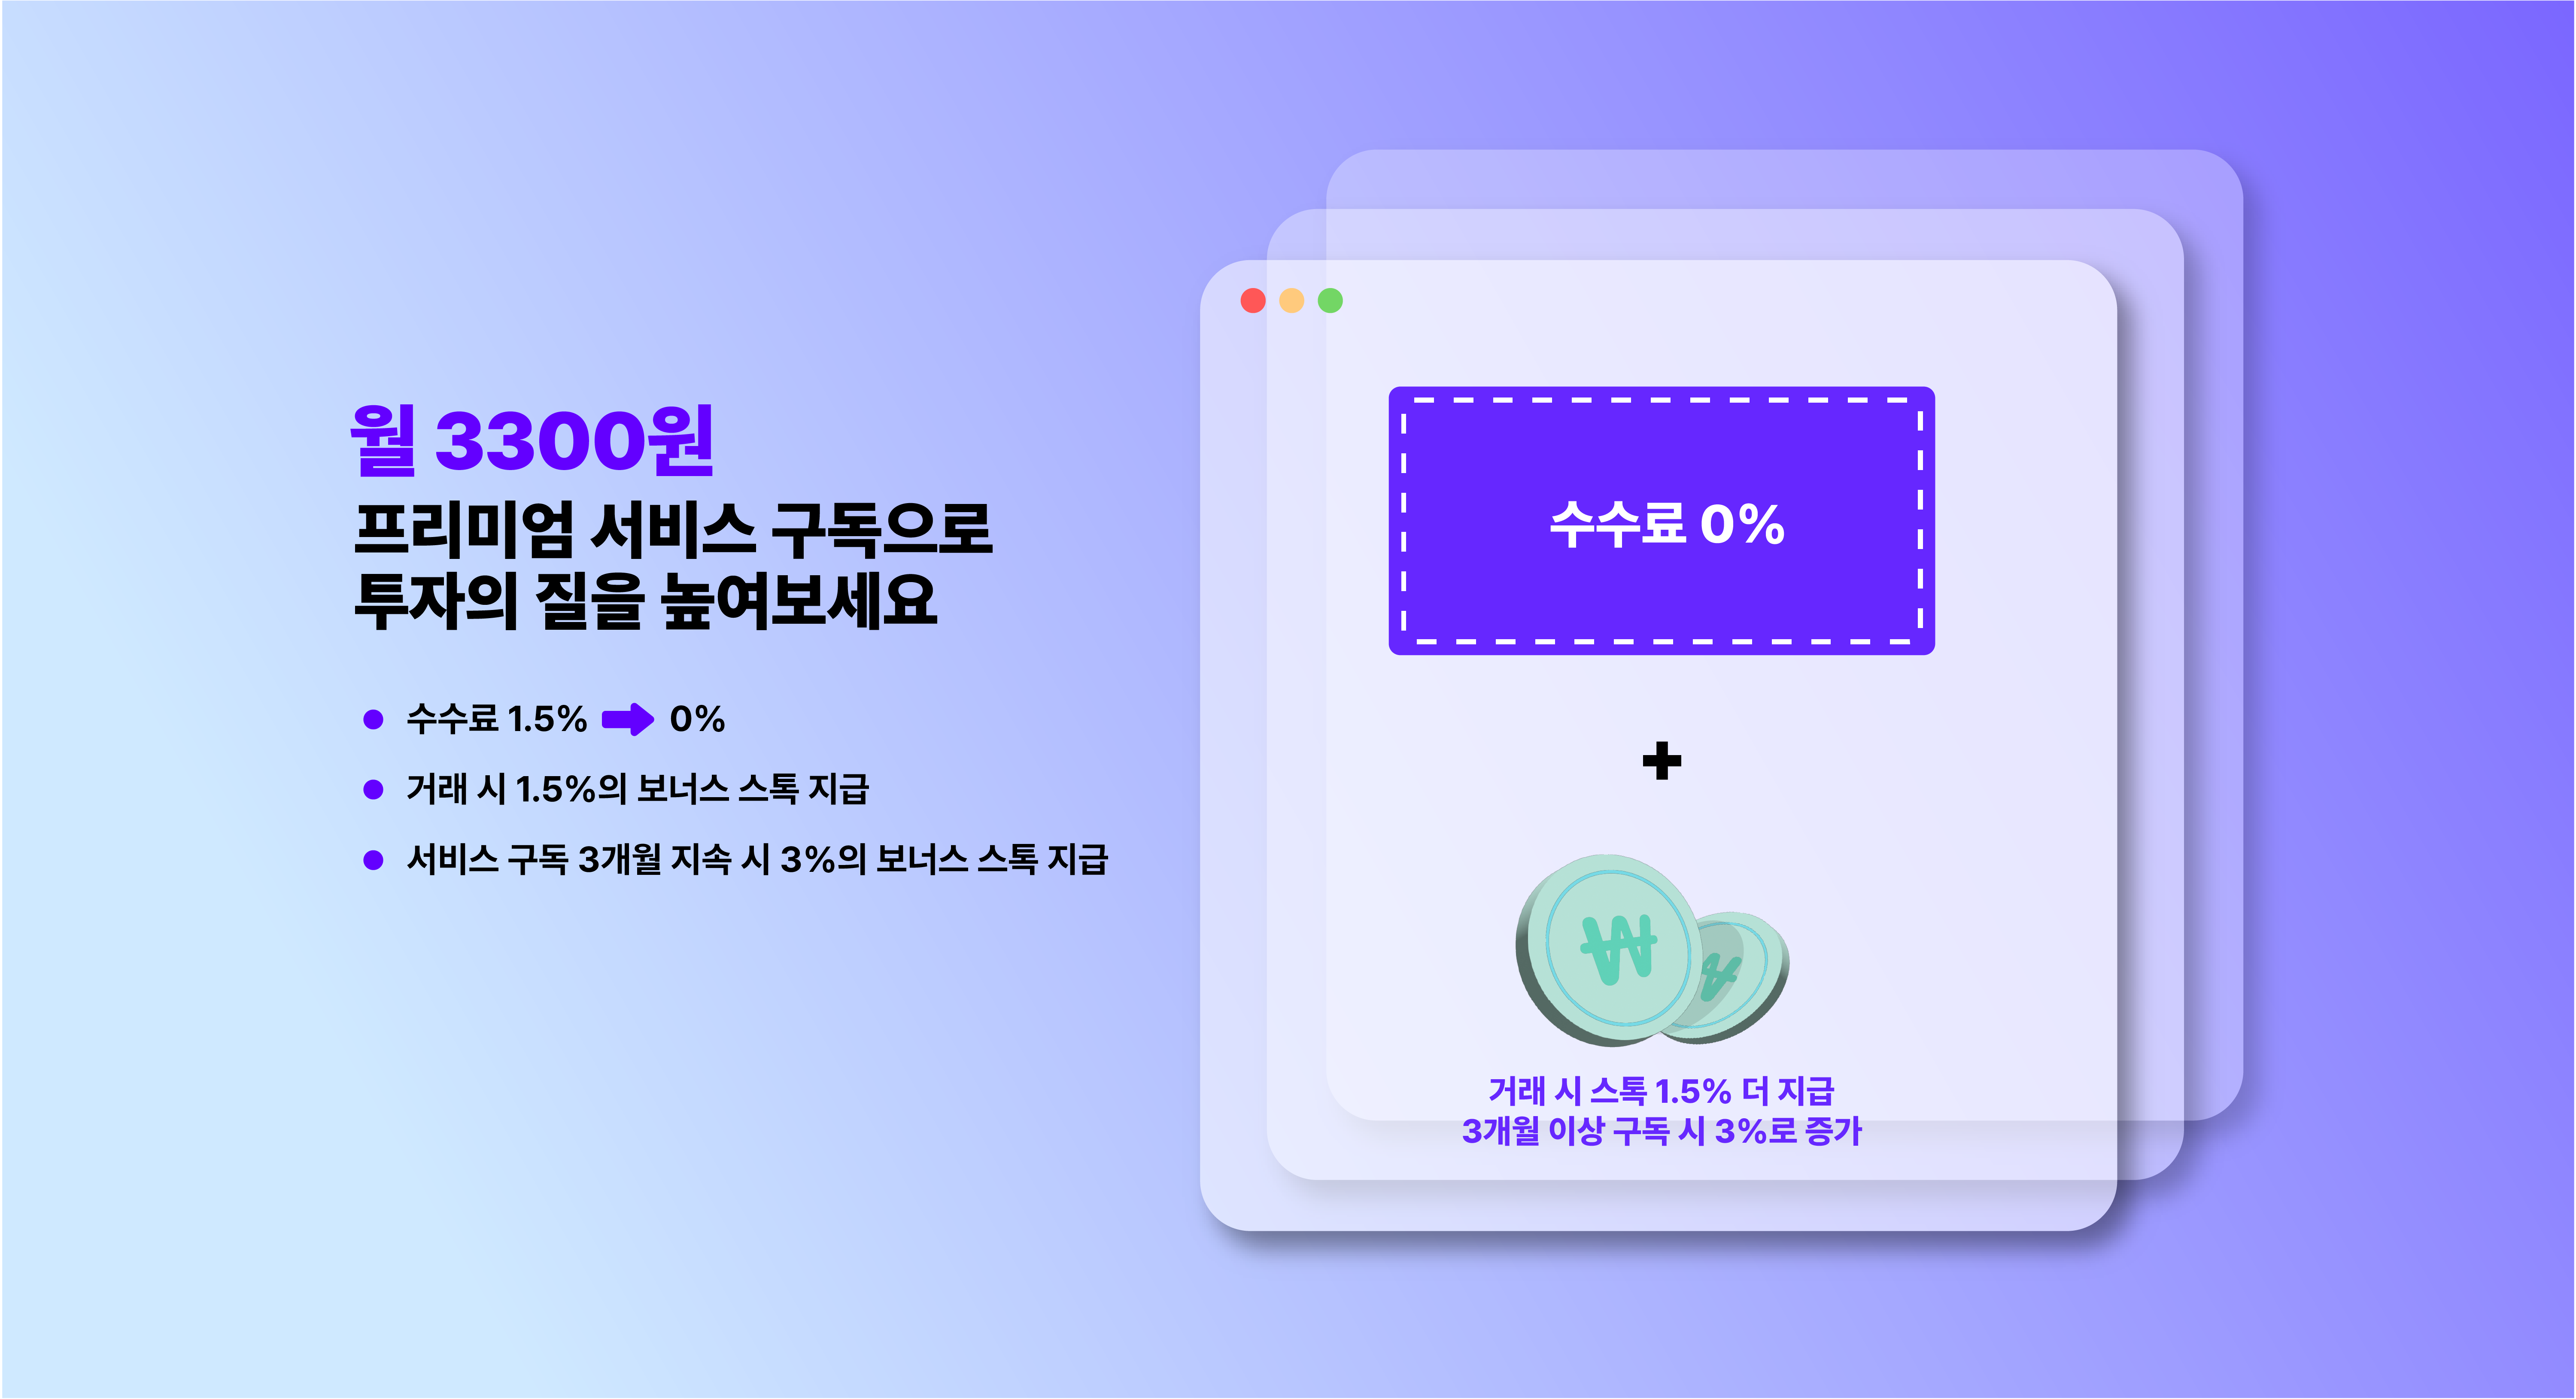 월 3300원
프리미엄 서비스 구독으로
투자의 질을 높여보세요
수수료 1.5% 0%
거래 시 1.5%의 보너스 스톡 지급
서비스 구독 3개월 지속 시 3%의 보너스 스톡 지급
수수료 0%
+
₩ ₩
거래 시 스톡 1.5% 더 지급
3개월 이상 구독 시 3%로 증가